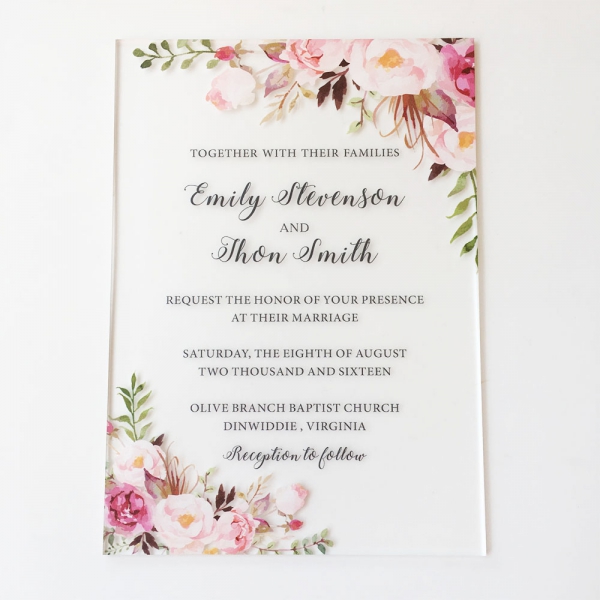 TOGETHER WITH THEIR FAMILIES
Emily Stevenson
AND
Jhon Smith
REQUEST THE HONOR OF YOUR PRESENCE
AT THEIR MARRIAGE
SATURDAY, THE EIGHTH OF AUGUST
TWO THOUSAND AND SIXTEEN
OLIVE BRANCH BAPTIST CHURCH
DINWIDDIE , VIRGINIA
Reception to follow